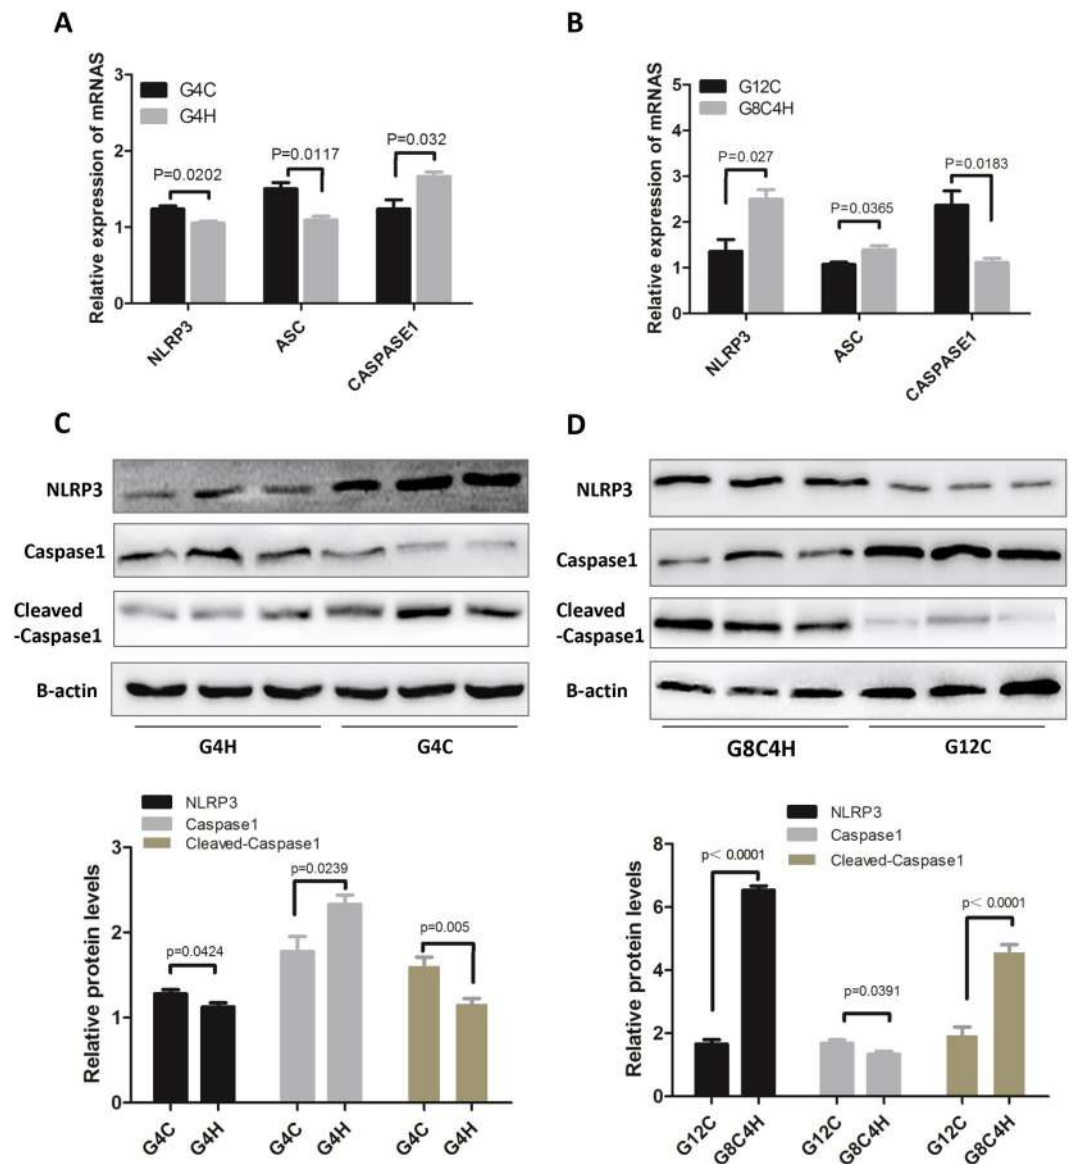 A
Relative expression of mRNAS
3
2
1
0
G4C
G4H
P=0.0202
P=0.0117
P=0.032
NLRP3
ASC
CASPASE1
B
Relative expression of mRNAS
5
4
3
2
1
0
G12C
G8C4H
P=0.027
P=0.0365
P=0.0183
NLRP3
ASC
CASPASE1
C
NLRP3
Caspase1
Cleaved
-Caspase1
B-actin
G4H
G4C
NLRP3
Caspase1
Cleaved-Caspase1
Relative protein levels
3
2
1
0
p=0.0424
p=0.0239
p=0.005
G4C
G4H
G4C
G4H
G4C
G4H
D
NLRP3
Caspase1
Cleaved
-Caspase1
B-actin
G8C4H
G12C
NLRP3
Caspase1
Cleaved-Caspase1
Relative protein levels
8
6
4
2
0
p< 0.0001
p=0.0391
p< 0.0001
G12C
G8C4H
G12C
G8C4H
G12C
G8C4H